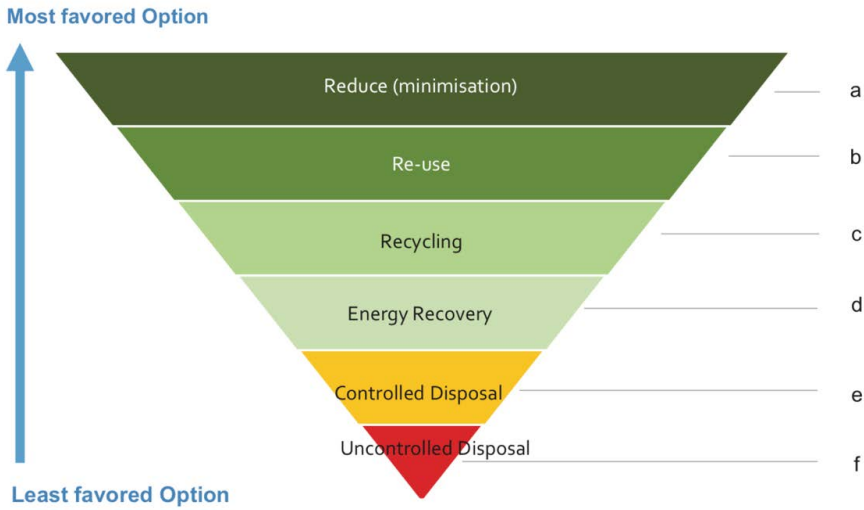 Most favored Option
Reduce (minimisation)
a
Re-use
b
Recycling
c
Energy Recovery
d
Controlled Disposal
e
Uncontrolled Disposal
f
Least favored Option